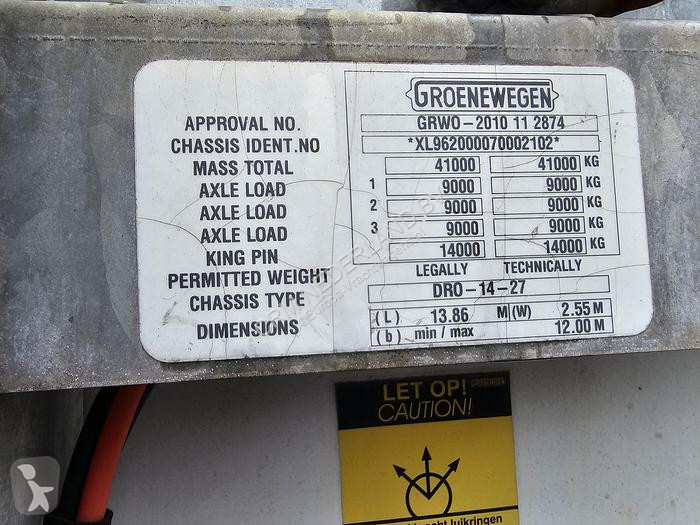 GROENEWEGEN
APPROVAL NO. GRWO-2010 11 2874
CHASSIS IDENT.NO *XL962000070002102*
MASS TOTAL 41000 41000 KG
AXLE LOAD 1 9000 9000 KG
AXLE LOAD 2 9000 9000 KG
AXLE LOAD 3 9000 9000 KG
KING PIN 14000 14000 KG
PERMITTED WEIGHT LEGALLY TECHNICALLY
CHASSIS TYPE DRO-14-27
DIMENSIONS (L) 13.86 M (W) 2.55 M
(b) min / max 12.00 M
LET OP! GROENEWEGEN
CAUTION!
luikringen